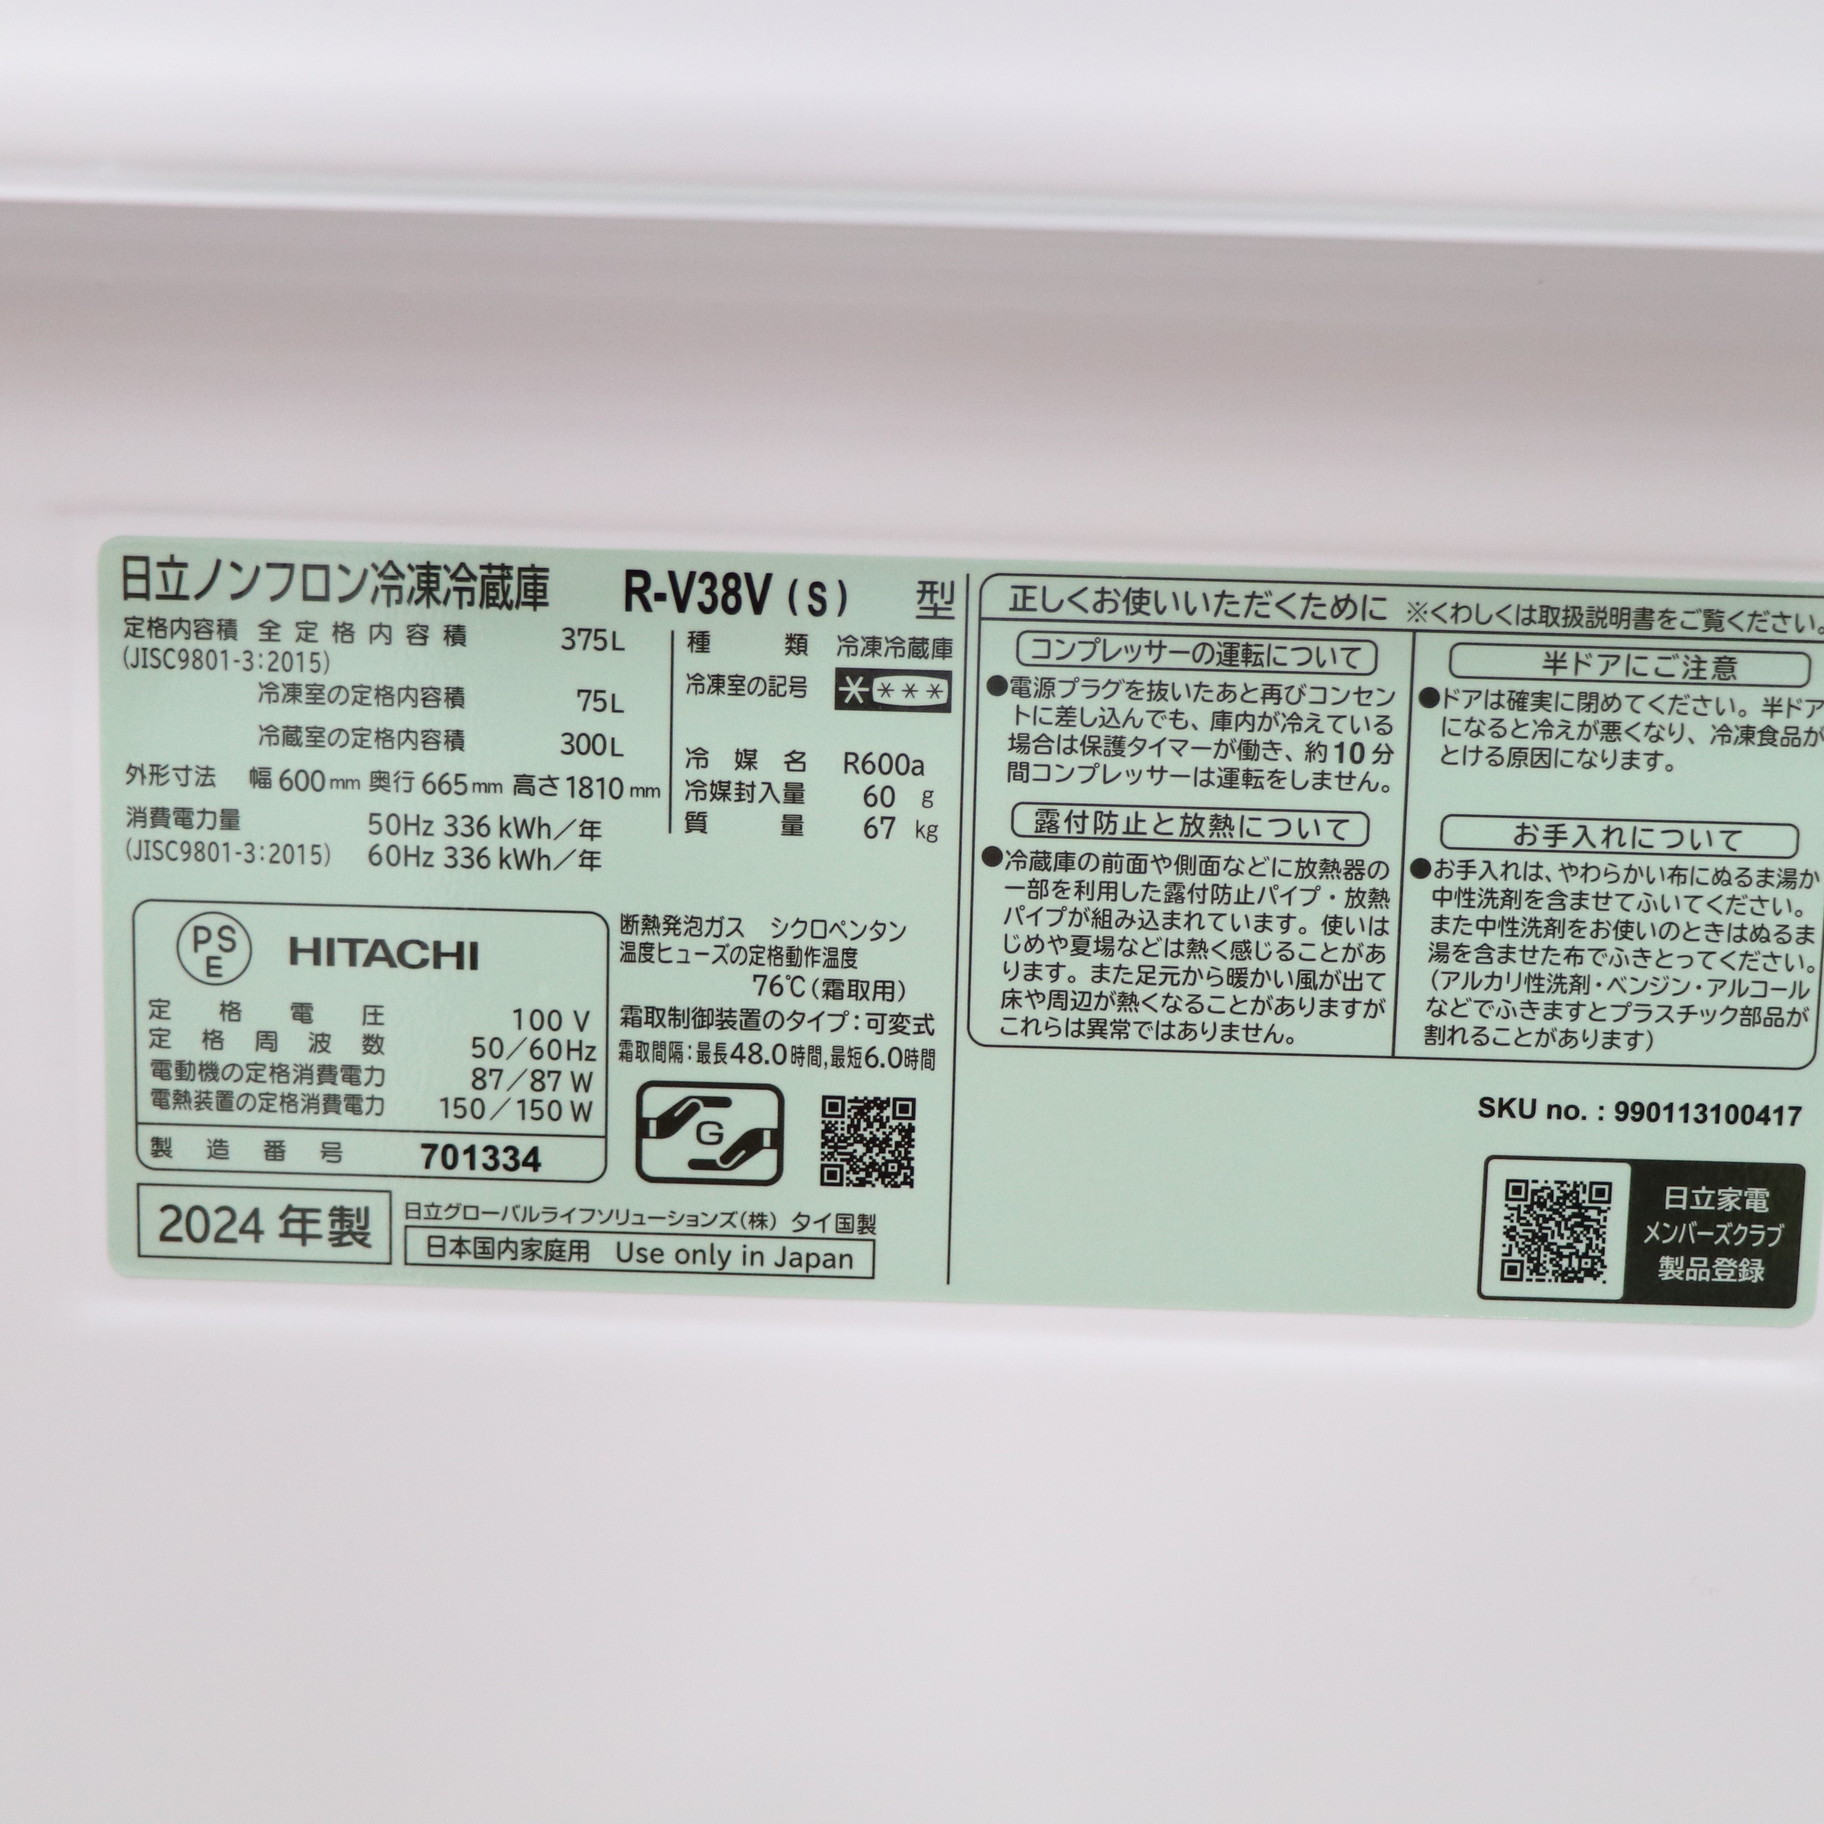 日立ノンフロン冷凍冷蔵庫 R-V38V (S) 型
定格内容積 全定格内容積 375L
(JISC9801-3:2015)
冷凍室の定格内容積 75L
冷蔵室の定格内容積 300L
外形寸法 幅600mm 奥行665mm 高さ1810mm
消費電力量 50Hz 336kWh/年
(JISC9801-3:2015) 60Hz 336kWh/年
種類 冷凍冷蔵庫
冷凍室の記号
冷媒名 R600a
冷媒封入量 60 g
質量 67 kg
PSE HITACHI
定格電圧 100V
定格周波数 50/60Hz
電動機の定格消費電力 87/87W
電熱装置の定格消費電力 150/150W
製造番号 701334
断熱発泡ガス シクロペンタン
温度ヒューズの定格動作温度
76℃(霜取用)
霜取制御装置のタイプ:可変式
霜取間隔:最長48.0時間,最短6.0時間
G
2024年製
日立グローバルライフソリューションズ(株) タイ国製
日本国内家庭用 Use only in Japan
正しくお使いいただくために ※くわしくは取扱説明書をご覧ください。
コンプレッサーの運転について
●電源プラグを抜いたあと再びコンセン
トに差し込んでも、庫内が冷えている
場合は保護タイマーが働き、約10分
間コンプレッサーは運転をしません。
露付防止と放熱について
●冷蔵庫の前面や側面などに放熱器の
一部を利用した露付防止パイプ・放熱
パイプが組み込まれています。使いは
じめや夏場などは熱く感じることがあ
ります。また足元から暖かい風が出て
床や周辺が熱くなることがありますが
これらは異常ではありません。
半ドアにご注意
●ドアは確実に閉めてください。半ドア
になると冷えが悪くなり、冷凍食品が
とける原因になります。
お手入れについて
●お手入れは、やわらかい布にぬるま湯か
中性洗剤を含ませてふいてください。
また中性洗剤をお使いのときはぬるま
湯を含ませた布でふきとってください。
(アルカリ性洗剤・ベンジン・アルコール
などでふきますとプラスチック部品が
割れることがあります)
SKU no. : 990113100417
日立家電
メンバーズクラブ
製品登録